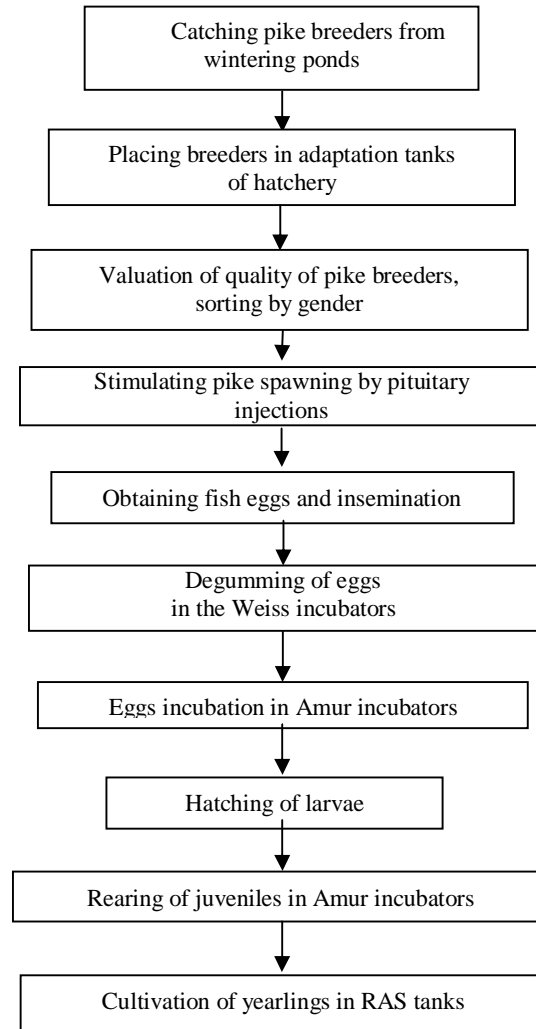 Catching pike breeders from
wintering ponds
Placing breeders in adaptation tanks
of hatchery
Valuation of quality of pike breeders,
sorting by gender
Stimulating pike spawning by pituitary
injections
Obtaining fish eggs and insemination
Degumming of eggs
in the Weiss incubators
Eggs incubation in Amur incubators
Hatching of larvae
Rearing of juveniles in Amur incubators
Cultivation of yearlings in RAS tanks